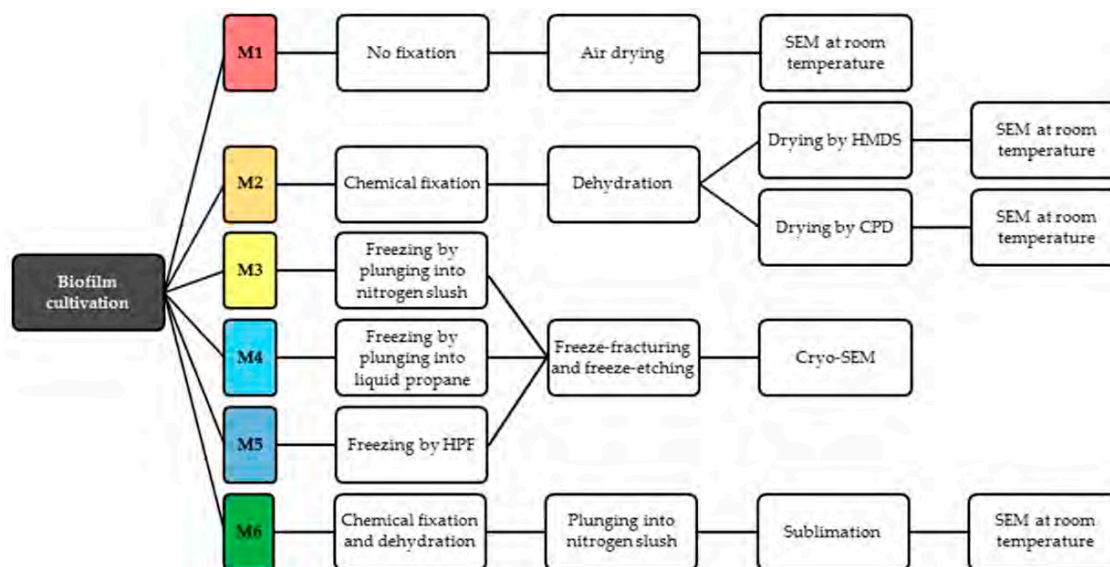 Biofilm
cultivation
M1
No fixation
Air drying
SEM at room
temperature
M2
Chemical fixation
Dehydration
Drying by HMDS
SEM at room
temperature
Drying by CPD
SEM at room
temperature
M3
Freezing by
plunging into
nitrogen slush
M4
Freezing by
plunging into
liquid propane
M5
Freezing by HPF
Freeze-fracturing
and freeze-etching
Cryo-SEM
M6
Chemical fixation
and dehydration
Plunging into
nitrogen slush
Sublimation
SEM at room
temperature